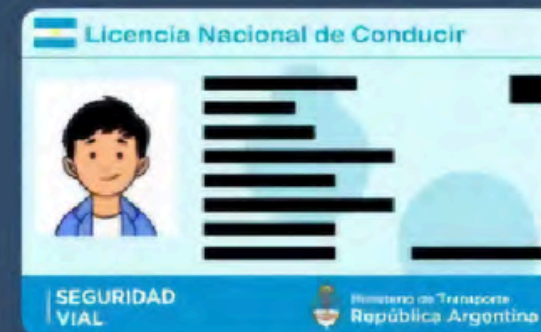 Licencia Nacional de Conducir
SEGURIDAD
VIAL
Ministerio de Transporte
República Argentina